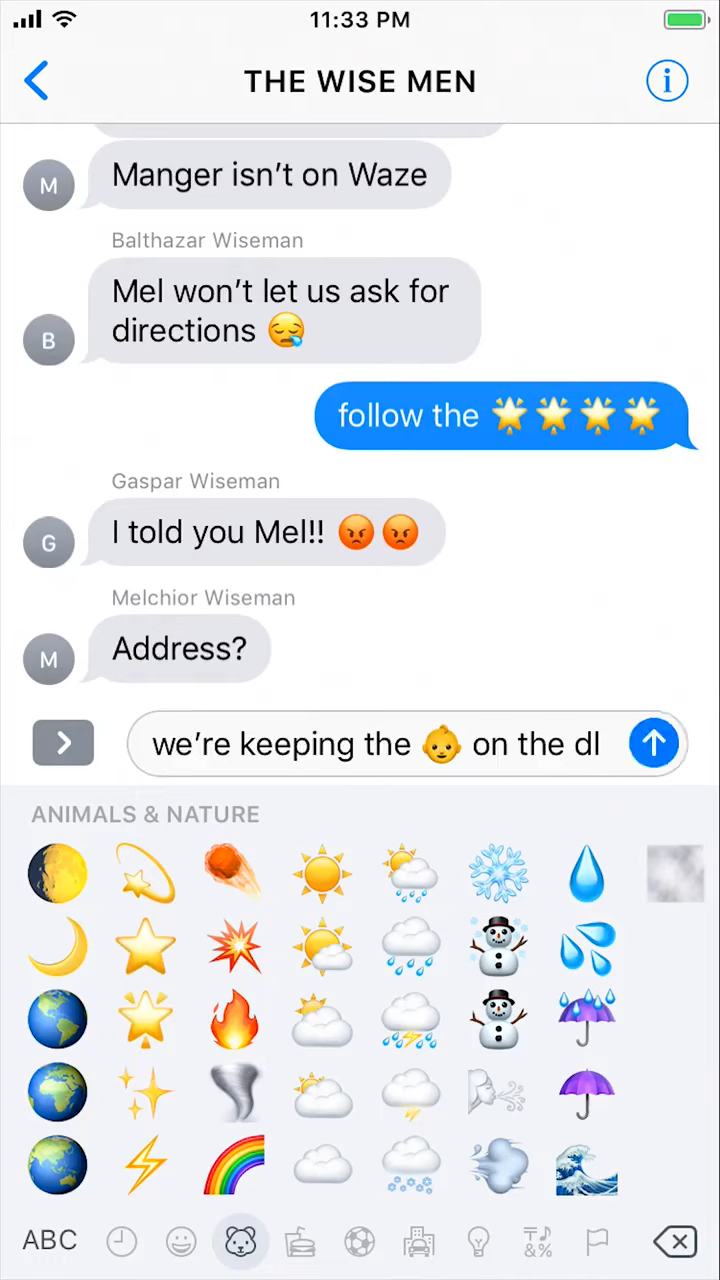 11:33 PM
THE WISE MEN
M
Manger isn’t on Waze
Balthazar Wiseman
B
Mel won’t let us ask for
directions 😪
follow the 🌟 🌟 🌟 🌟
Gaspar Wiseman
G
I told you Mel!! 😡 😡
Melchior Wiseman
M
Address?
we’re keeping the 👶 on the dl
ANIMALS & NATURE
ABC